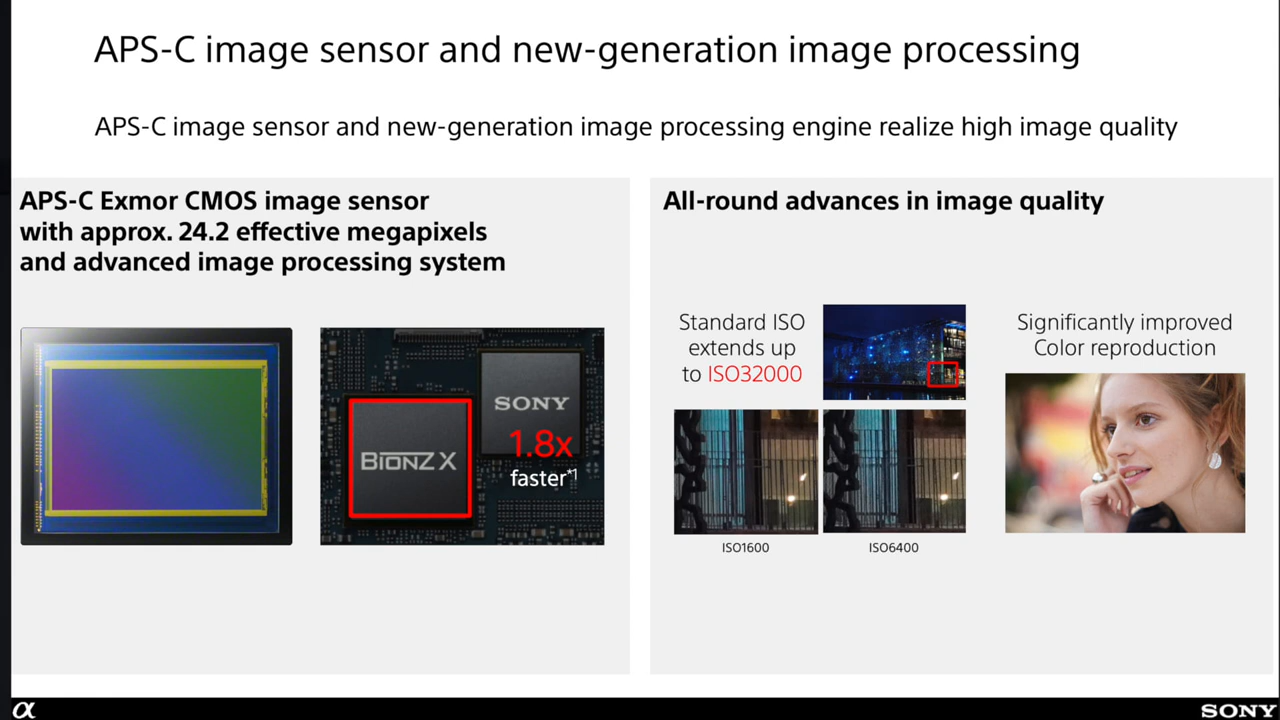 APS-C image sensor and new-generation image processing
APS-C image sensor and new-generation image processing engine realize high image quality
APS-C Exmor CMOS image sensor
with approx. 24.2 effective megapixels
and advanced image processing system
SONY
BIONZ X
1.8x
faster*1
All-round advances in image quality
Standard ISO
extends up
to ISO32000
ISO1600
ISO6400
Significantly improved
Color reproduction
α
SONY